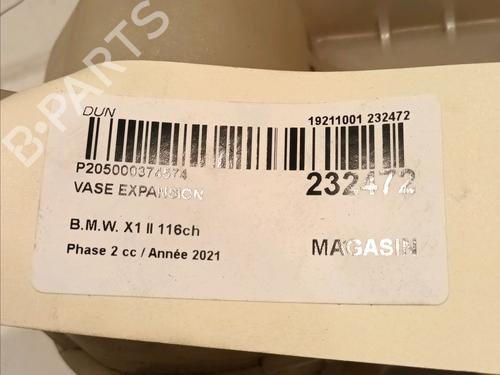 B-PARTS
DUN
19211001 232472
P205000374574
232472
VASE EXPANSION
B.M.W. X1 II 116ch
Phase 2 cc / Année 2021
MAGASIN